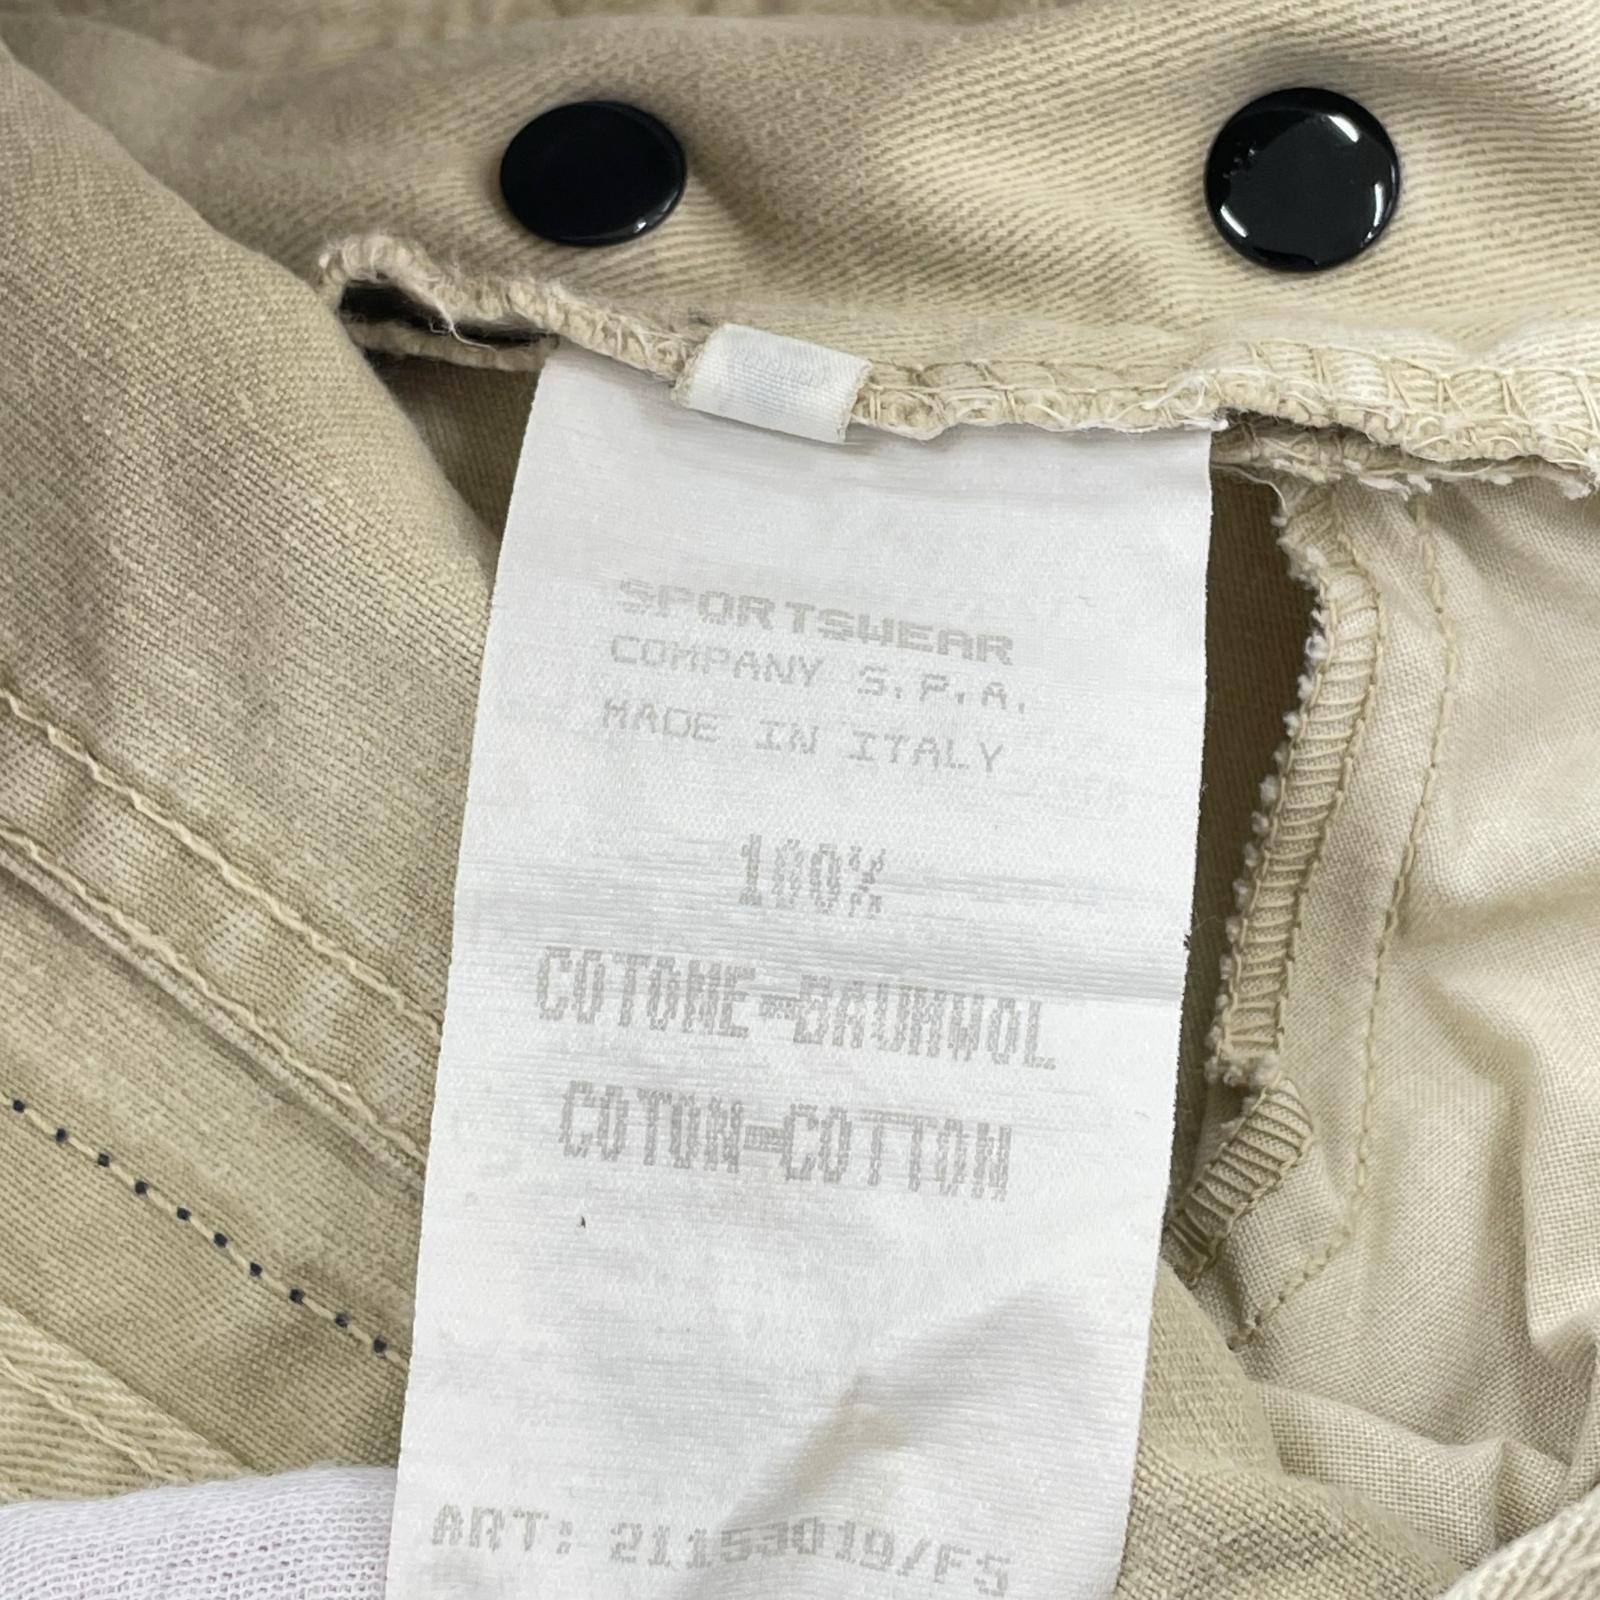 SPORTSWEAR
COMPANY S.P.A.
MADE IN ITALY
100%
COTONE-BAUMWOL
COTON-COTTON
ART: 21153019/F5